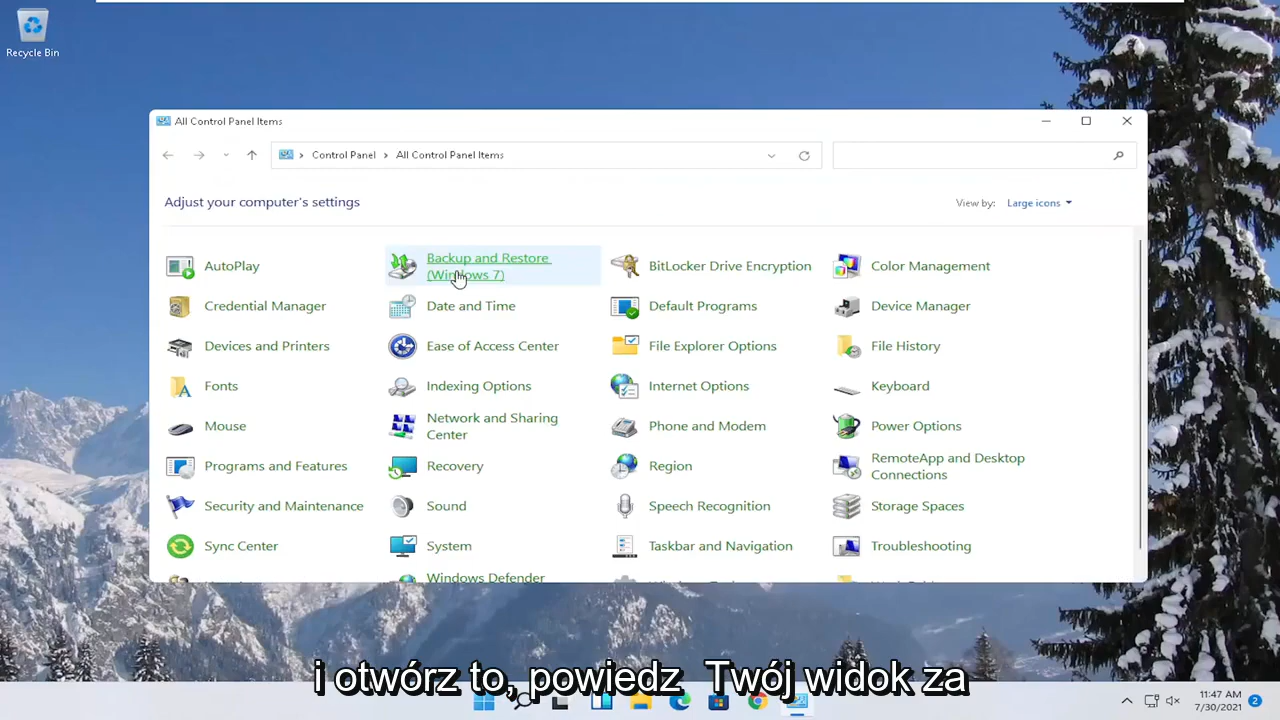 Recycle Bin
All Control Panel Items
Control Panel > All Control Panel Items
Adjust your computer's settings
View by: Large icons
AutoPlay
Backup and Restore (Windows 7)
BitLocker Drive Encryption
Color Management
Credential Manager
Date and Time
Default Programs
Device Manager
Devices and Printers
Ease of Access Center
File Explorer Options
File History
Fonts
Indexing Options
Internet Options
Keyboard
Mouse
Network and Sharing Center
Phone and Modem
Power Options
Programs and Features
Recovery
Region
RemoteApp and Desktop Connections
Security and Maintenance
Sound
Speech Recognition
Storage Spaces
Sync Center
System
Taskbar and Navigation
Troubleshooting
Windows Defender
i otwórz to, powiedz Twój widok za
11:47 AM
7/30/2021
2